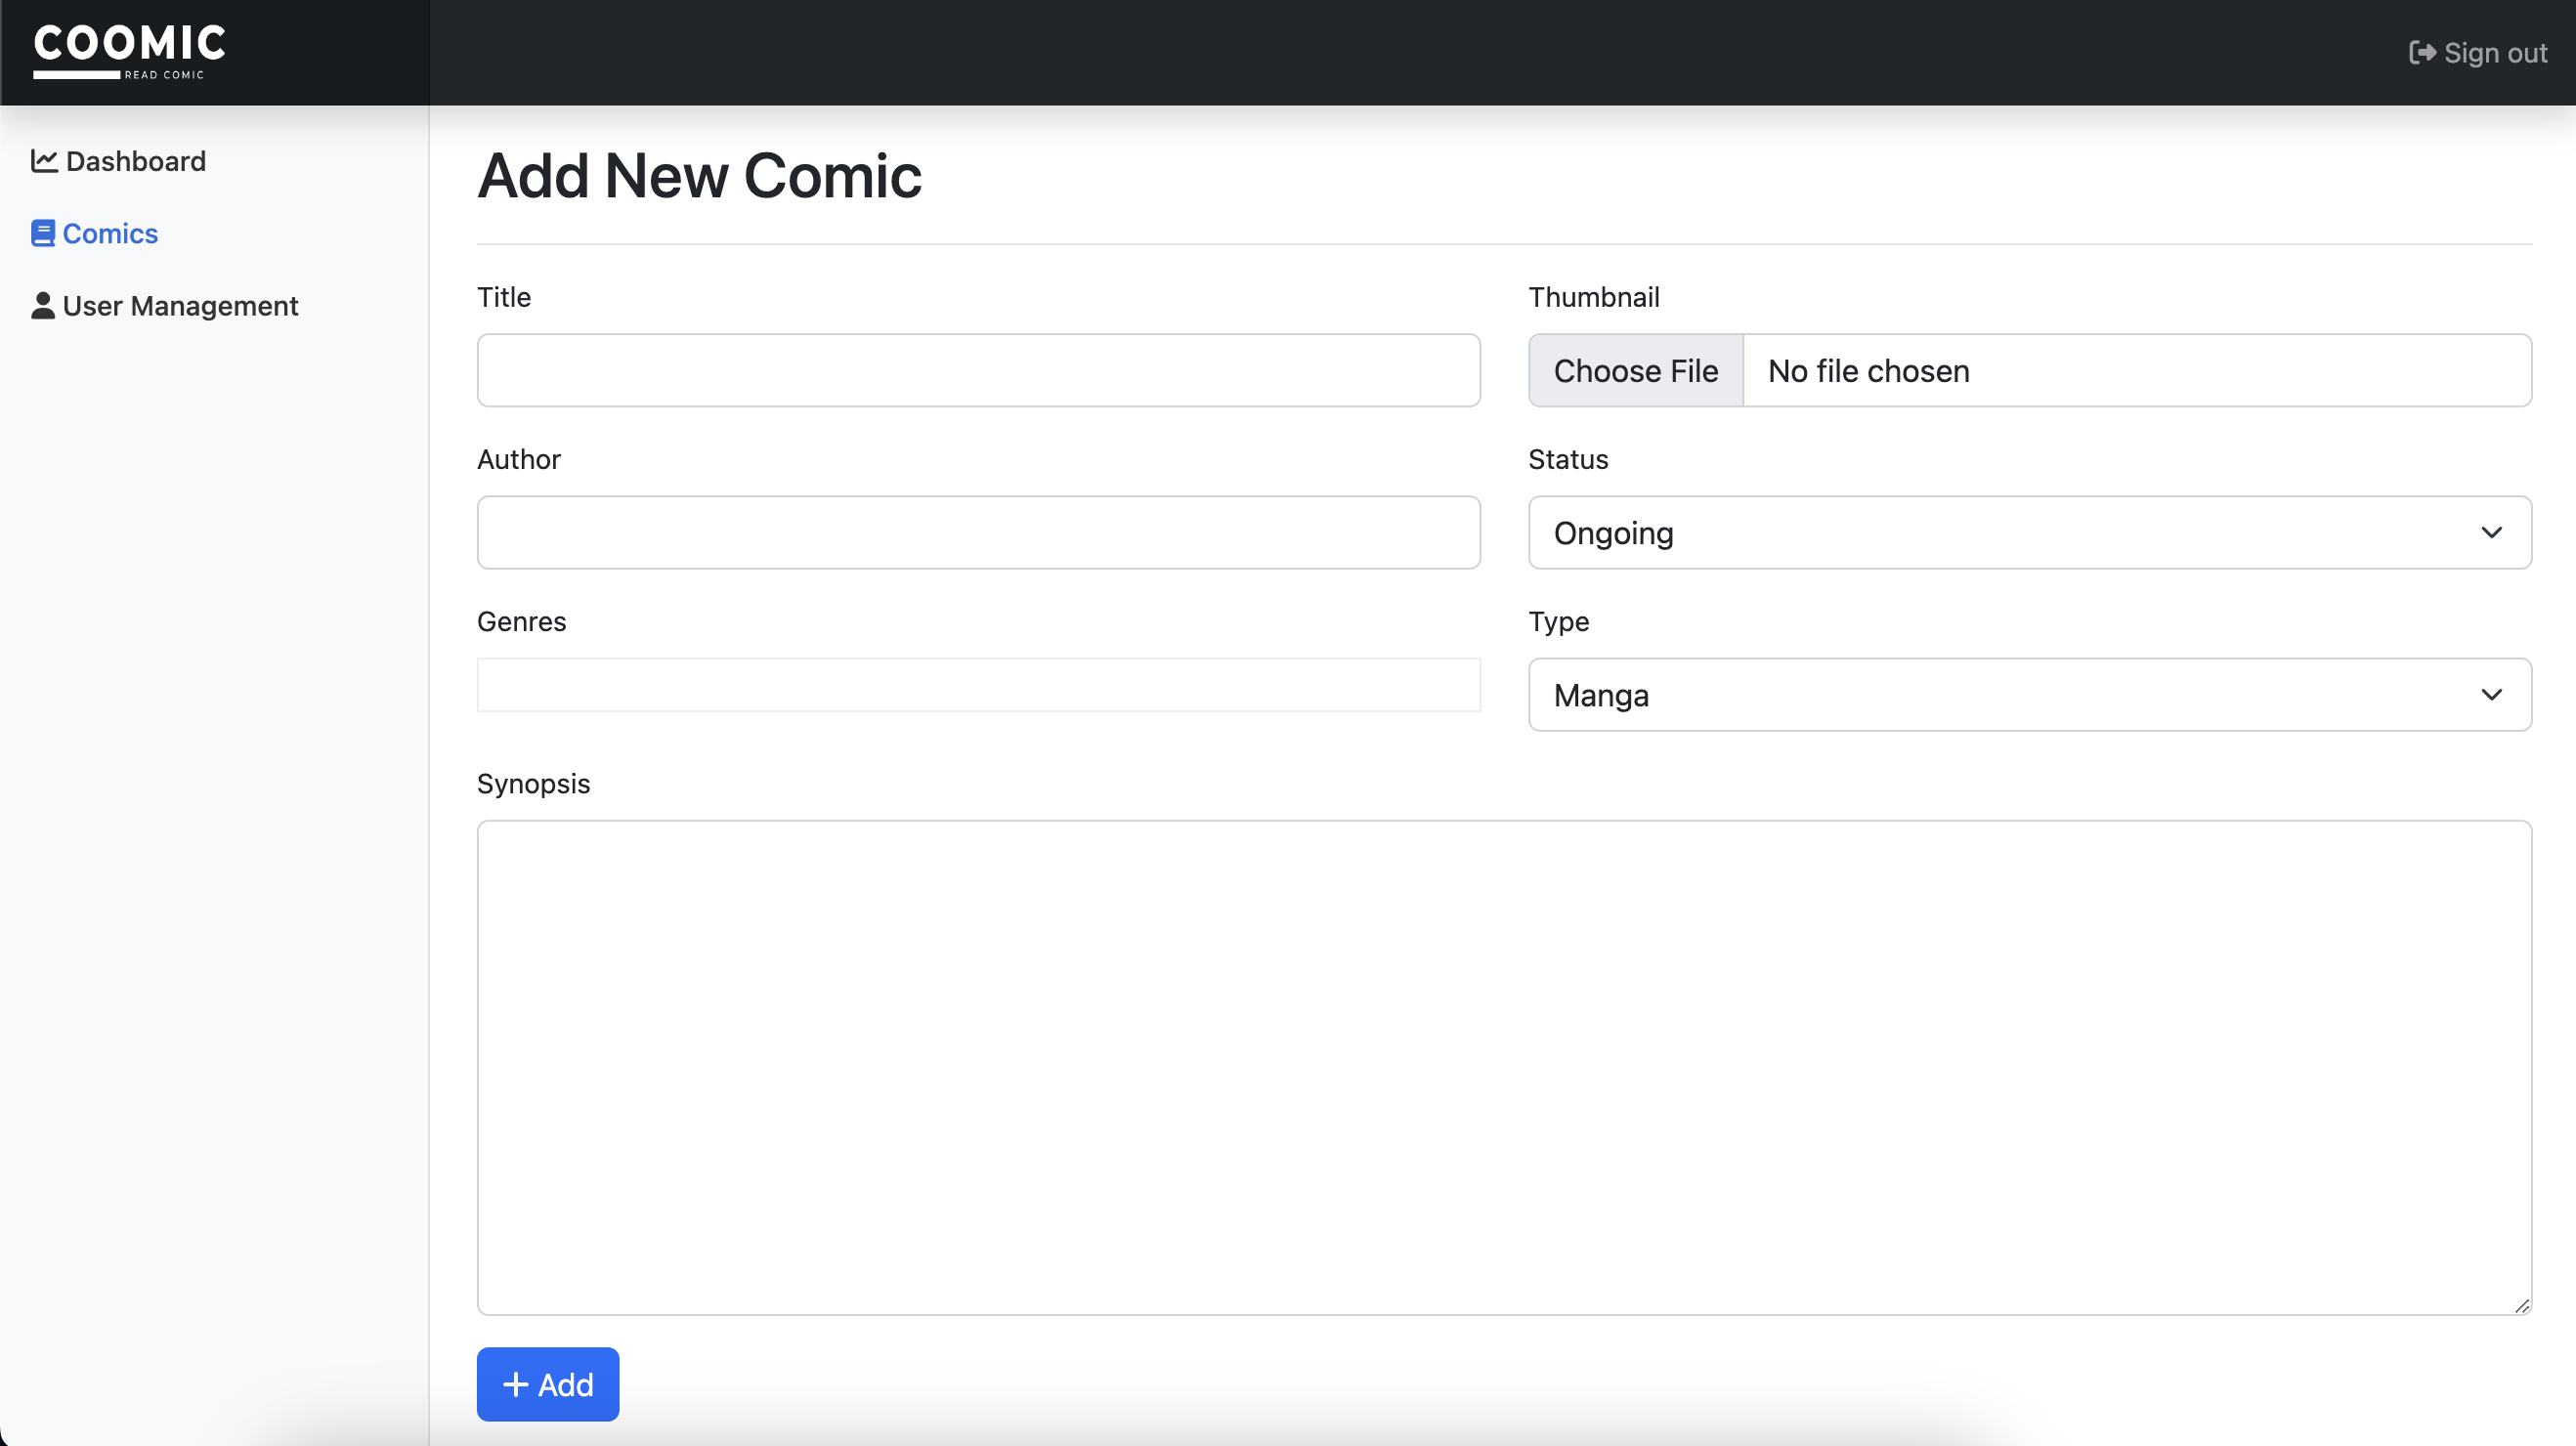 COOMIC
READ COMIC
Sign out
Dashboard
Comics
User Management
Add New Comic
Title
Thumbnail
Choose File No file chosen
Author
Status
Ongoing
Genres
Type
Manga
Synopsis
+ Add